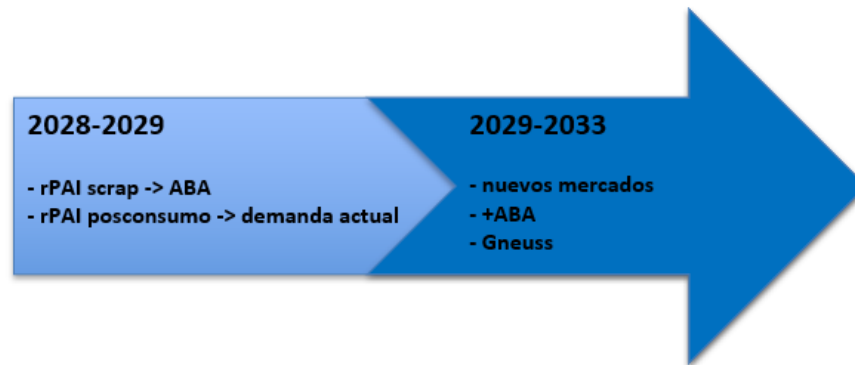 2028-2029
- rPAI scrap -> ABA
- rPAI posconsumo -> demanda actual
2029-2033
- nuevos mercados
- +ABA
- Gneuss